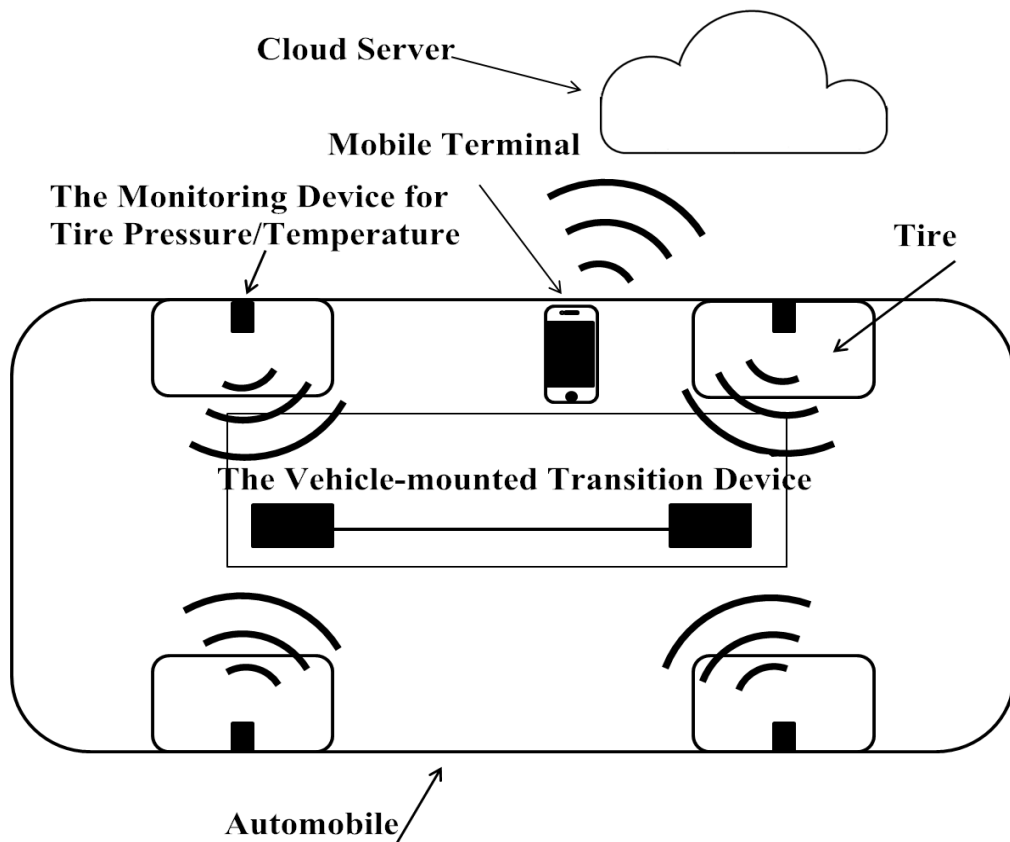 Cloud Server
Mobile Terminal
The Monitoring Device for
Tire Pressure/Temperature
Tire
The Vehicle-mounted Transition Device
Automobile